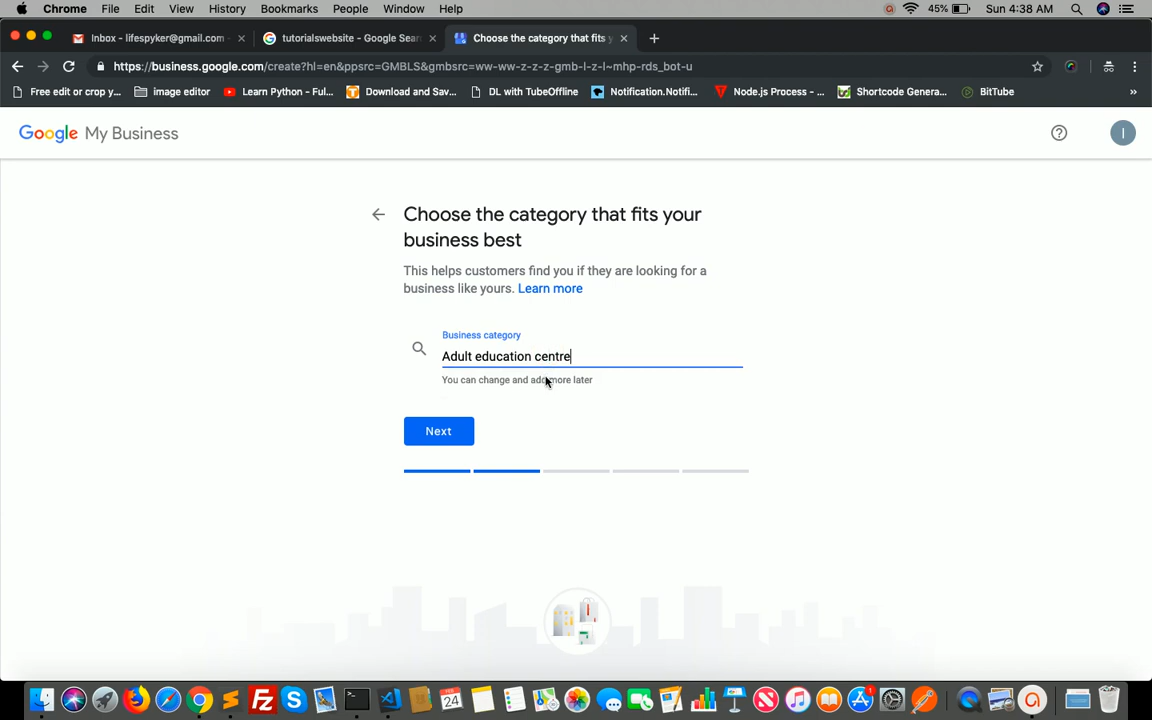 Chrome File Edit View History Bookmarks People Window Help 45% Sun 4:38 AM
Inbox - lifespyker@gmail.com - tutorialswebsite - Google Sear Choose the category that fits y
https://business.google.com/create?hl=en&ppsrc=GMBLS&gmbsrc=ww-ww-z-z-z-gmb-l-z-l~mhp-rds_bot-u
Free edit or crop y... image editor Learn Python - Ful... Download and Sav... DL with TubeOffline Notification.Notifi... Node.js Process - ... Shortcode Genera... BitTube »
Google My Business I
Choose the category that fits your
business best
This helps customers find you if they are looking for a
business like yours. Learn more
Business category
Adult education centre
You can change and add more later
Next